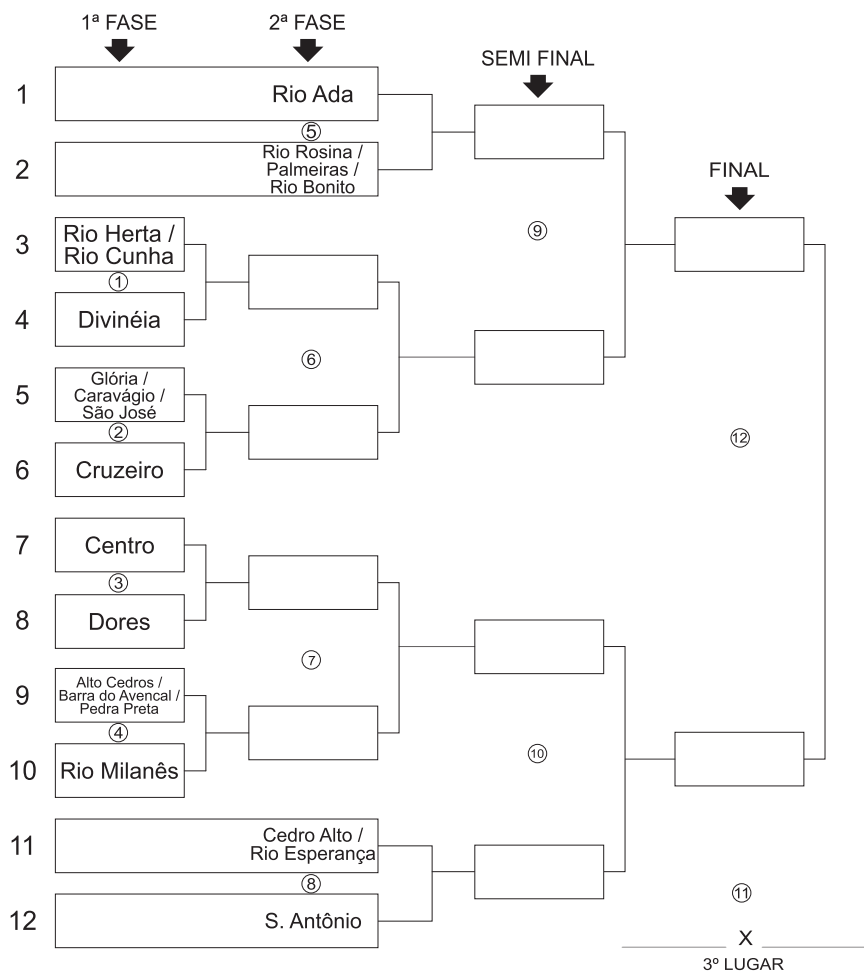 1ª FASE
2ª FASE
SEMI FINAL
FINAL
1
Rio Ada
⑤
2
Rio Rosina /
Palmeiras /
Rio Bonito
3
Rio Herta /
Rio Cunha
①
4
Divinéia
⑥
⑨
5
Glória /
Caravágio /
São José
②
6
Cruzeiro
⑫
7
Centro
③
8
Dores
⑦
9
Alto Cedros /
Barra do Avencal /
Pedra Preta
④
10
Rio Milanês
⑩
11
Cedro Alto /
Rio Esperança
⑧
12
S. Antônio
⑪
X
3º LUGAR